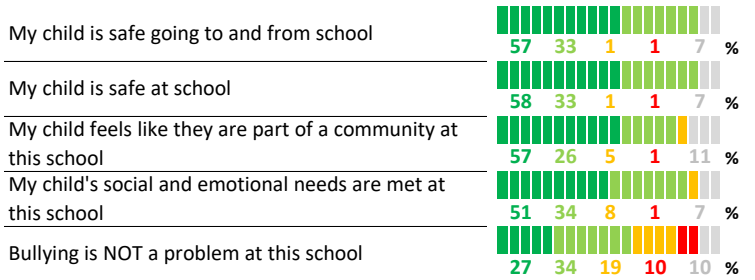 My child is safe going to and from school
57 33 1 1 7 %
My child is safe at school
58 33 1 1 7 %
My child feels like they are part of a community at
this school
57 26 5 1 11 %
My child's social and emotional needs are met at
this school
51 34 8 1 7 %
Bullying is NOT a problem at this school
27 34 19 10 10 %